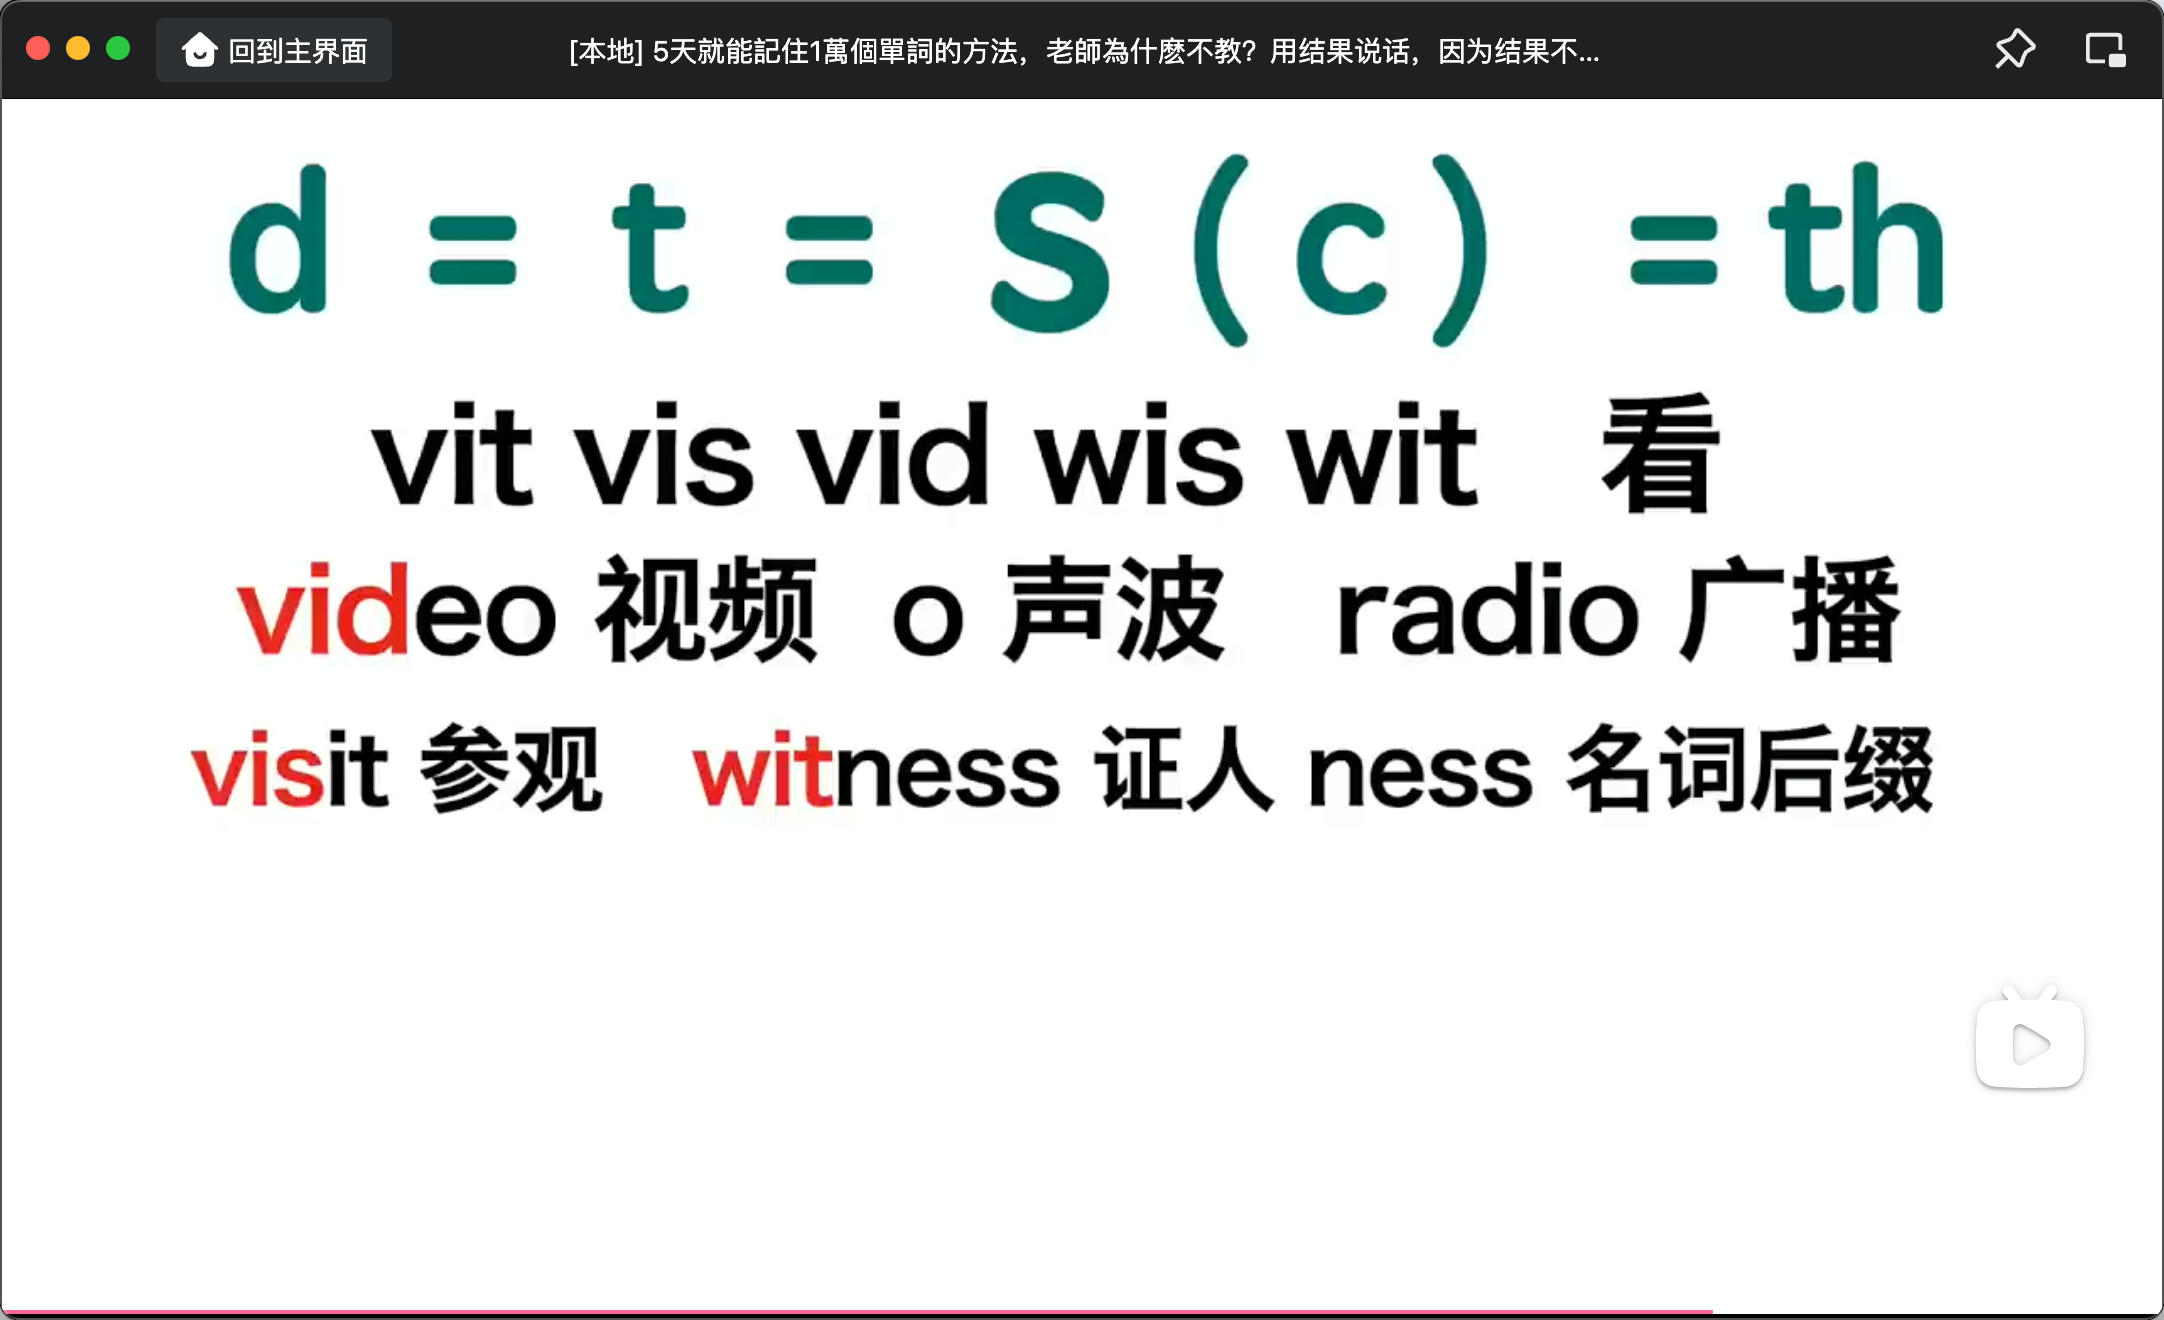 回到主界面
[本地] 5天就能記住1萬個單詞的方法，老師為什麽不教？用结果说话，因为结果不...
d = t = S (c) = th
vit vis vid wis wit 看
video 视频 o 声波 radio 广播
visit 参观 witness 证人 ness 名词后缀